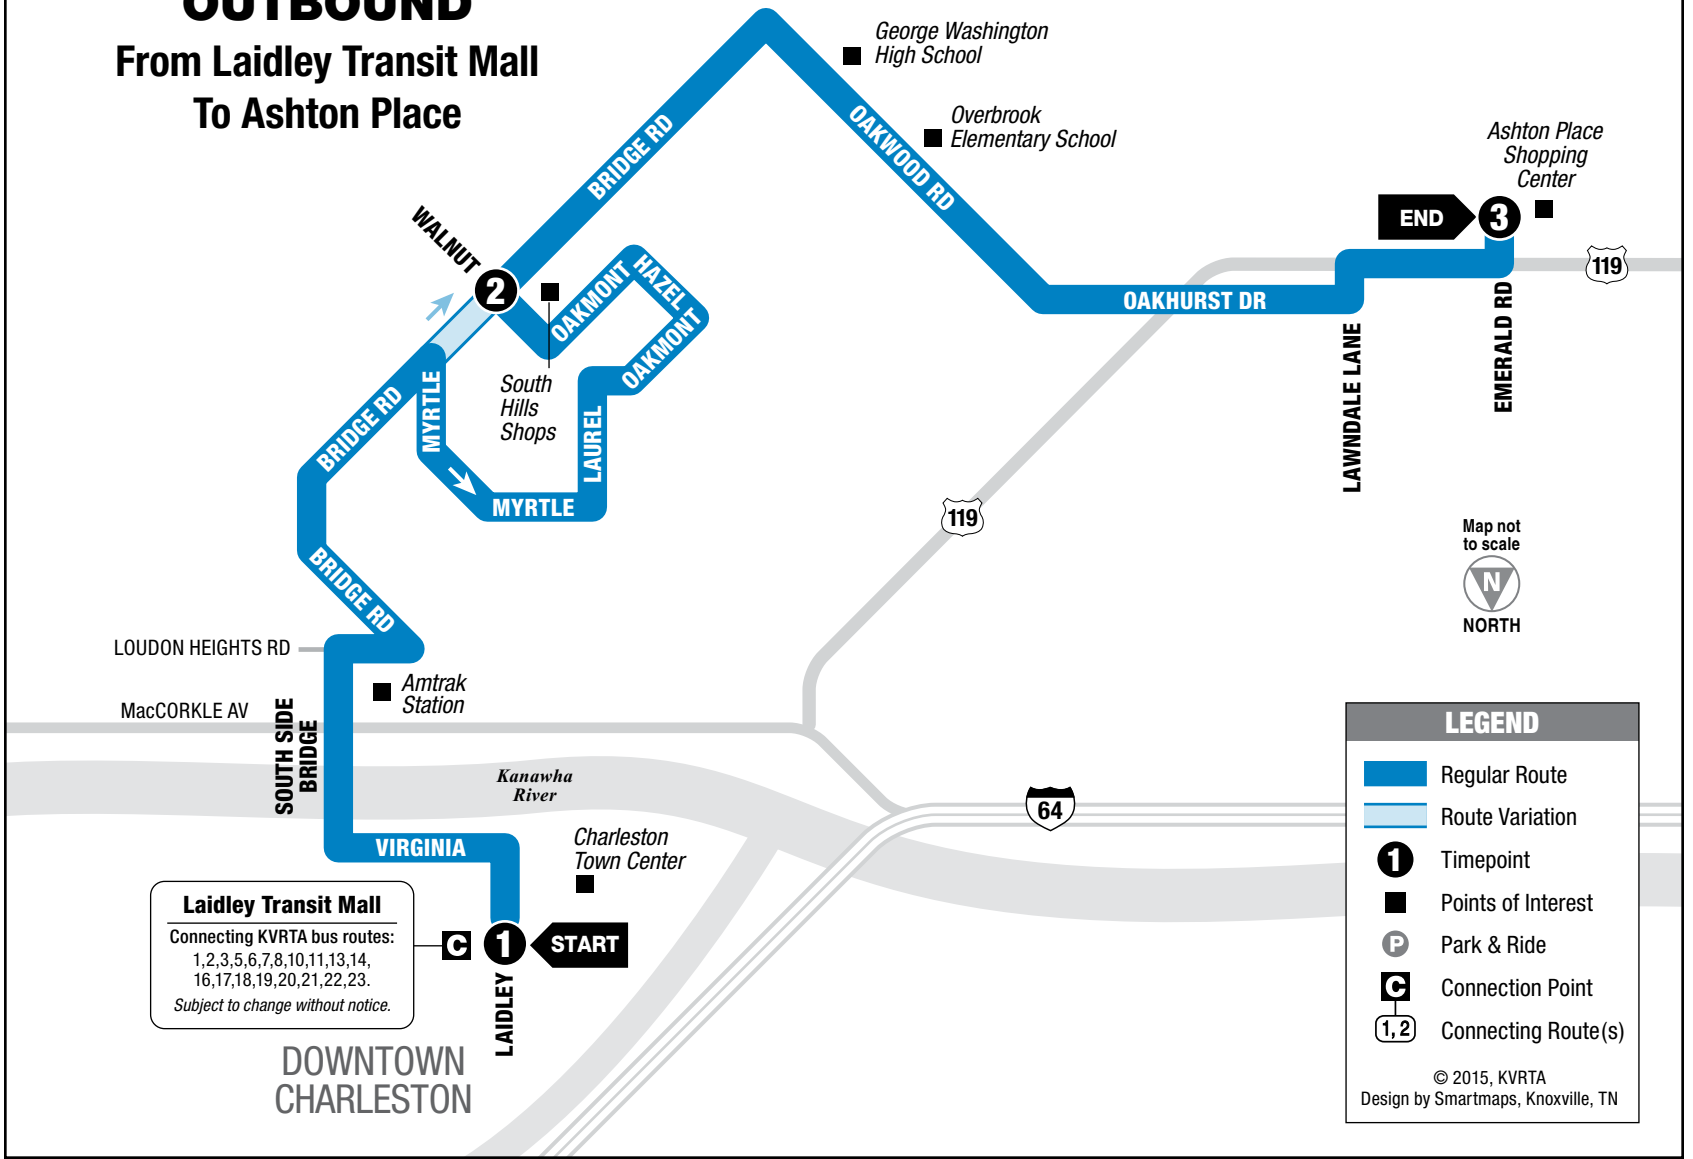 OUTBOUND
From Laidley Transit Mall
To Ashton Place
George Washington
High School
Overbrook
Elementary School
Ashton Place
Shopping
Center
BRIDGE RD
OAKWOOD RD
END
3
WALNUT
2
119
OAKMONT
HAZEL
OAKMONT
OAKHURST DR
LAWNDALE LANE
EMERALD RD
South
Hills
Shops
BRIDGE RD
MYRTLE
LAUREL
MYRTLE
119
Map not
to scale
N
NORTH
BRIDGE RD
LOUDON HEIGHTS RD
Amtrak
Station
MacCORKLE AV
SOUTH SIDE
BRIDGE
Kanawha
River
64
VIRGINIA
Charleston
Town Center
Laidley Transit Mall
Connecting KVRTA bus routes:
1,2,3,5,6,7,8,10,11,13,14,
16,17,18,19,20,21,22,23.
Subject to change without notice.
C
1
START
LAIDLEY
DOWNTOWN
CHARLESTON
LEGEND
Regular Route
Route Variation
1 Timepoint
Points of Interest
P Park & Ride
C Connection Point
1, 2 Connecting Route(s)
© 2015, KVRTA
Design by Smartmaps, Knoxville, TN